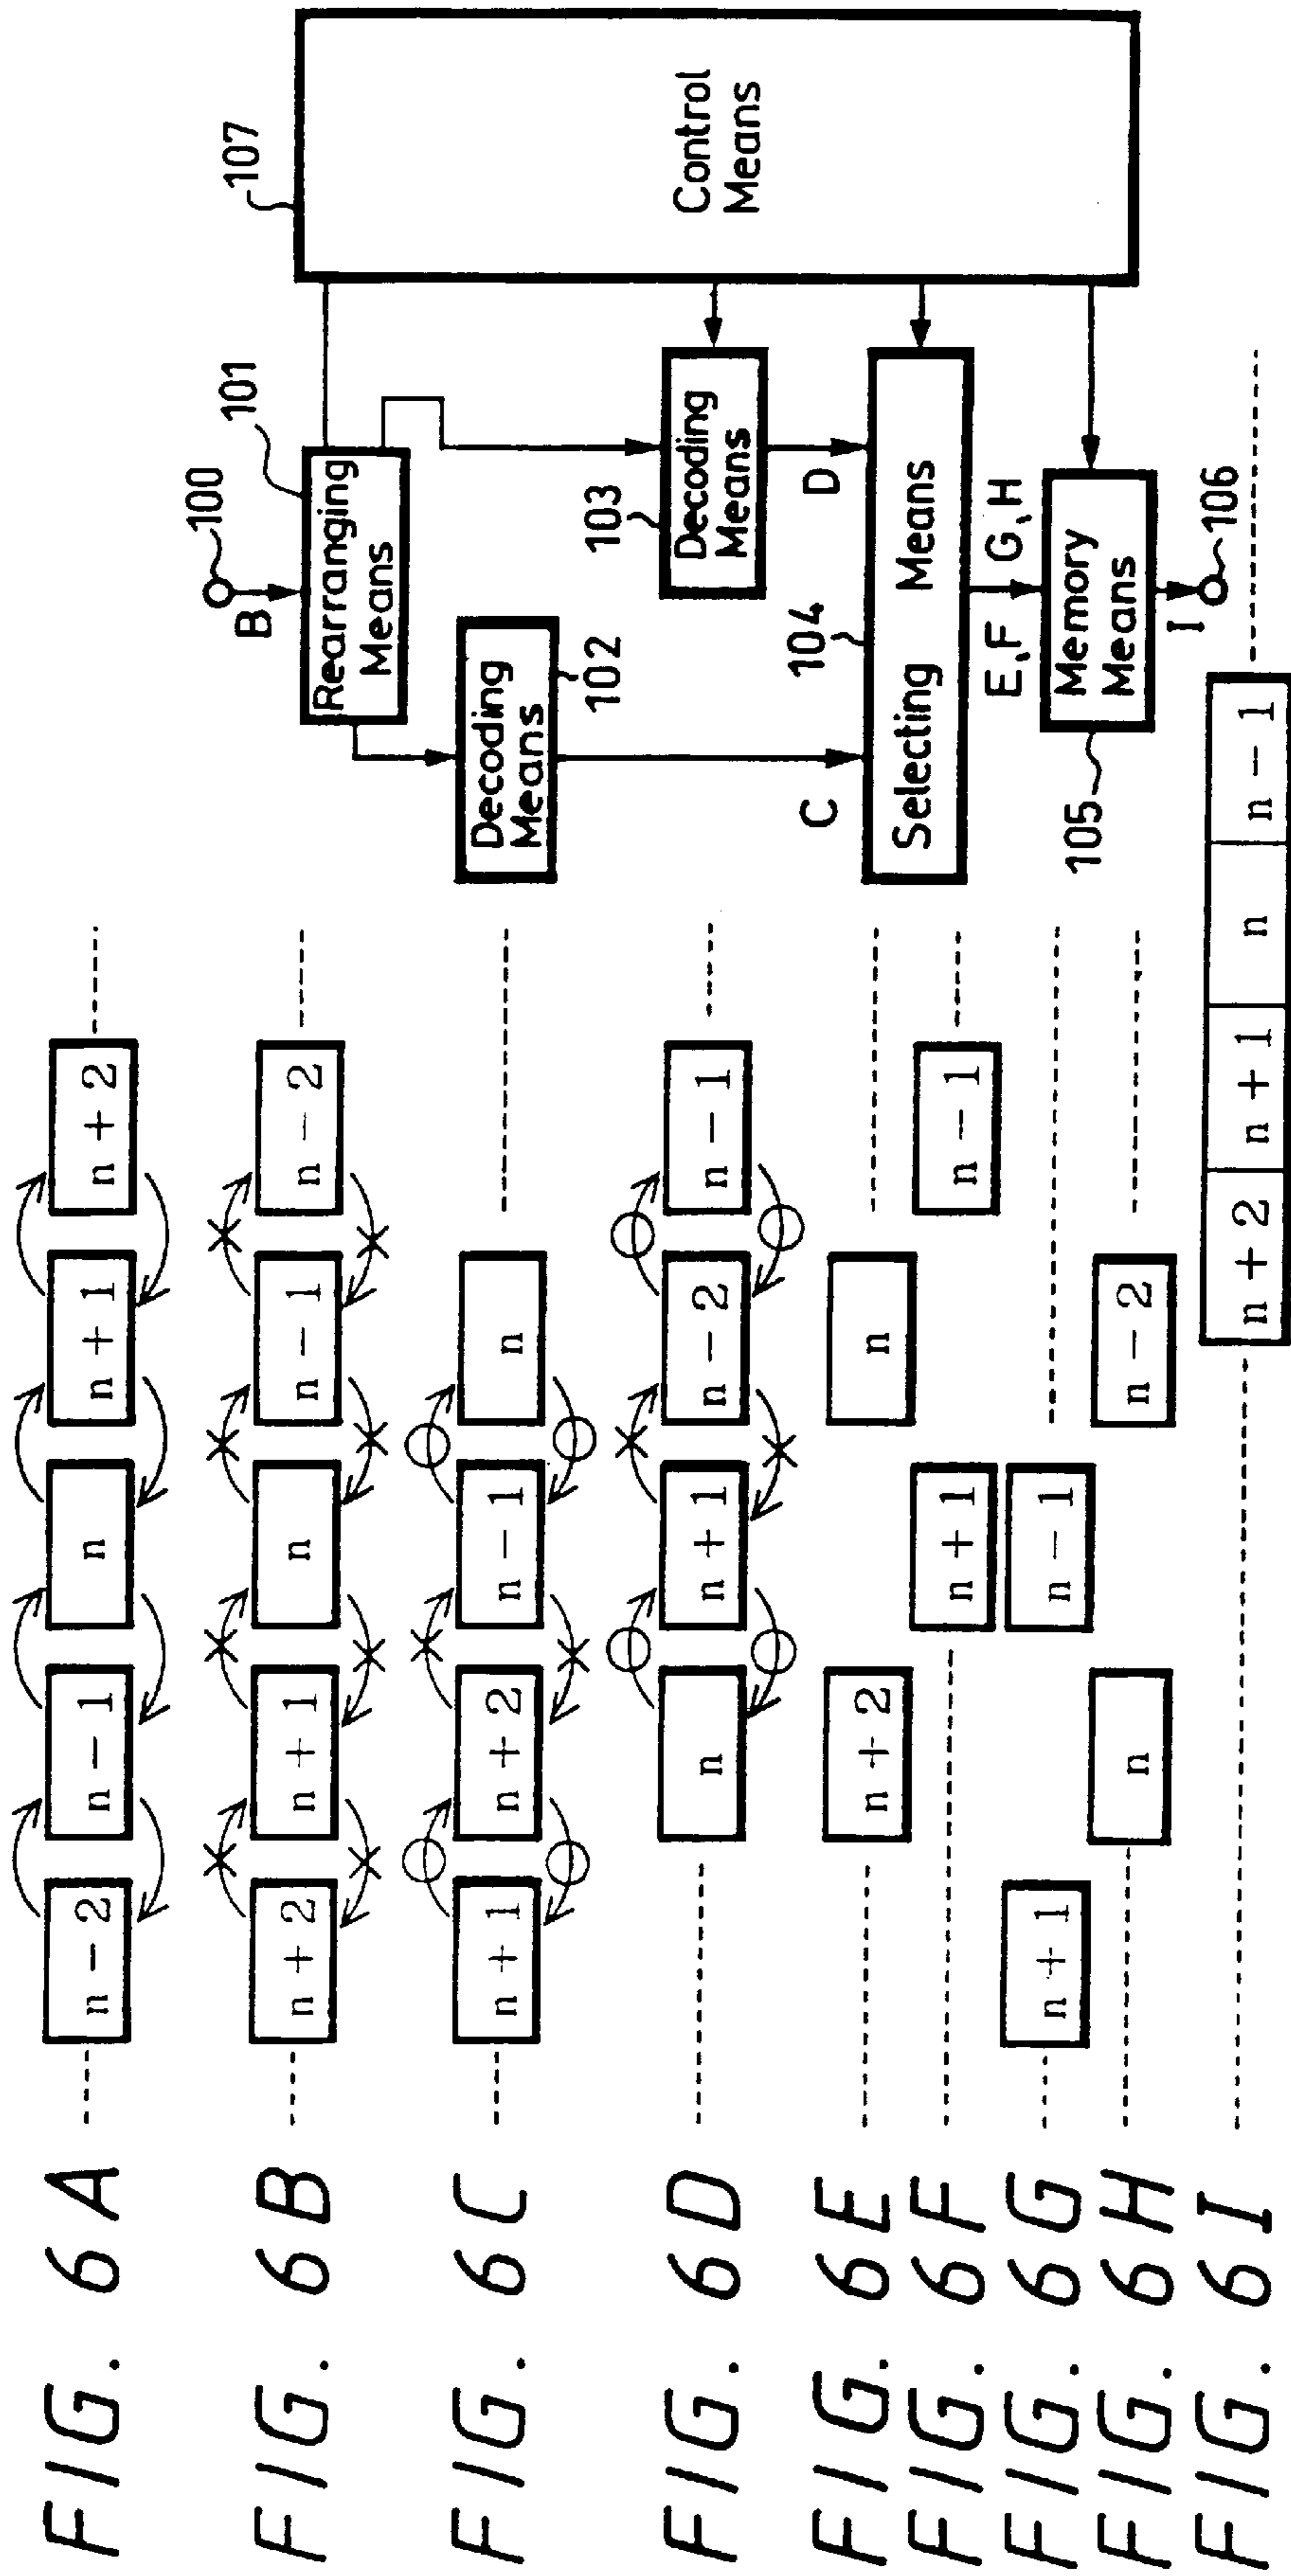 FIG. 6A
n - 2
n - 1
n
n + 1
n + 2
FIG. 6B
n + 2
n + 1
n
n - 1
n - 2
FIG. 6C
n + 1
n + 2
n - 1
n
FIG. 6D
n
n + 1
n - 2
n - 1
FIG. 6E
n + 2
n
FIG. 6F
n + 1
n - 1
FIG. 6G
n + 1
n - 1
FIG. 6H
n
n - 2
FIG. 6I
n + 2
n + 1
n
n - 1
100
B
101
Rearranging
Means
107
Control
Means
Decoding
Means
102
103
Decoding
Means
C
D
104
Selecting Means
E,F
G,H
105
Memory
Means
I
106